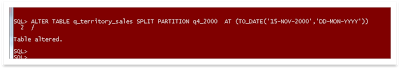 SQL> ALTER TABLE q_territory_sales SPLIT PARTITION q4_2000  AT (TO_DATE('15-NOV-2000','DD-MON-YYYY'))
  2  /
Table altered.
SQL>
SQL>